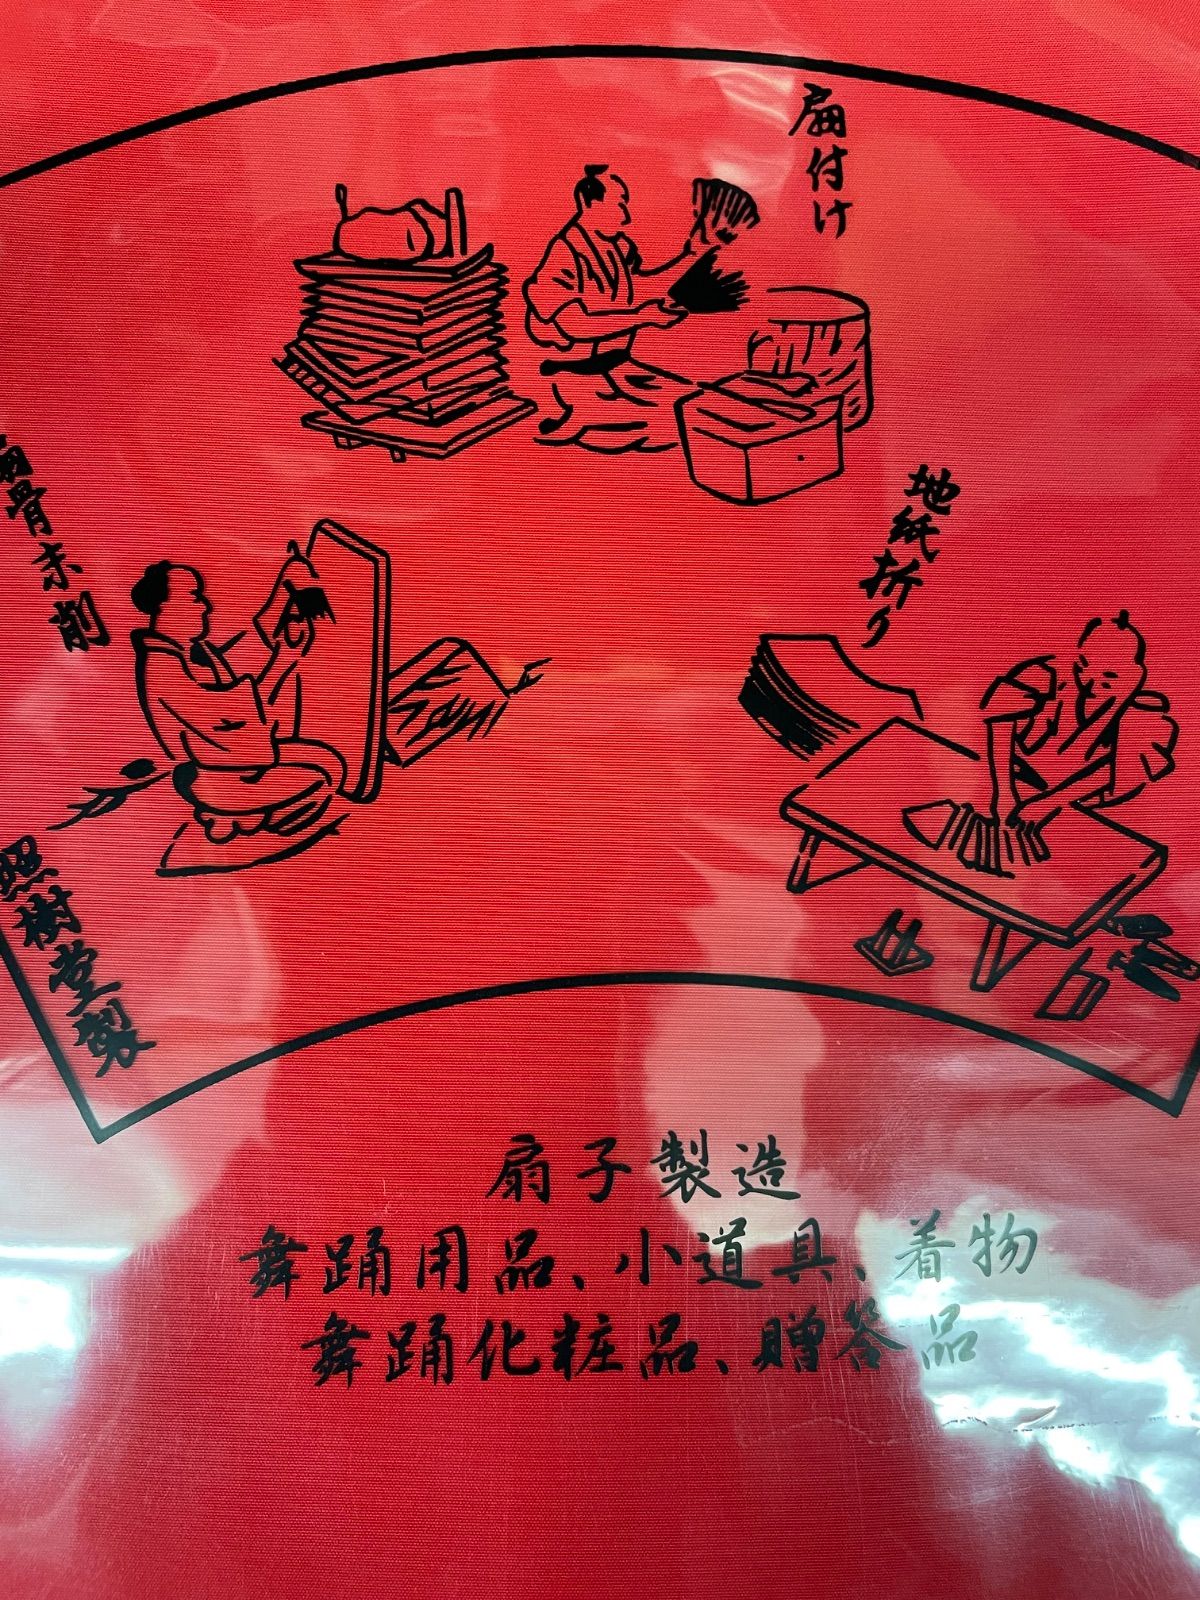 扇付け
地紙折り
扇骨末削
照樹堂製
扇子製造
舞踊用品、小道具、着物
舞踊化粧品、贈答品